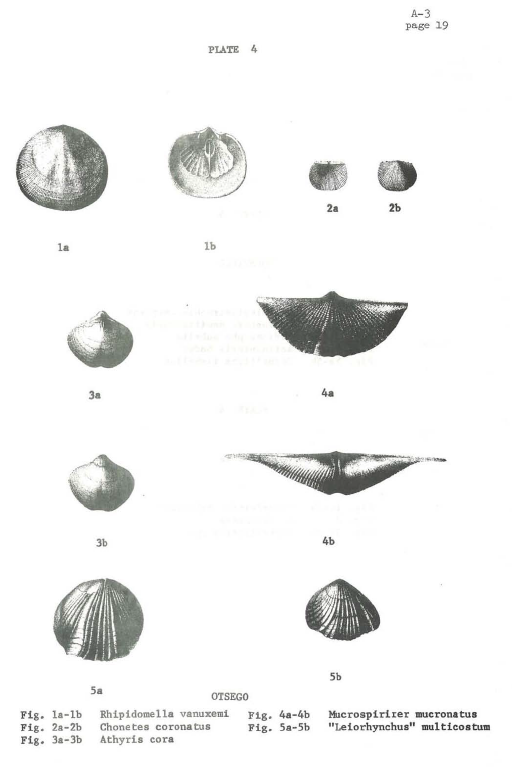 A-3
page 19
PLATE 4
1a
1b
2a
2b
3a
4a
3b
4b
5a
5b
OTSEGO
Fig. 1a-1b Rhipidomella vanuxemi
Fig. 2a-2b Chonetes coronatus
Fig. 3a-3b Athyris cora
Fig. 4a-4b Mucrospirirer mucronatus
Fig. 5a-5b "Leiorhynchus" multicostum